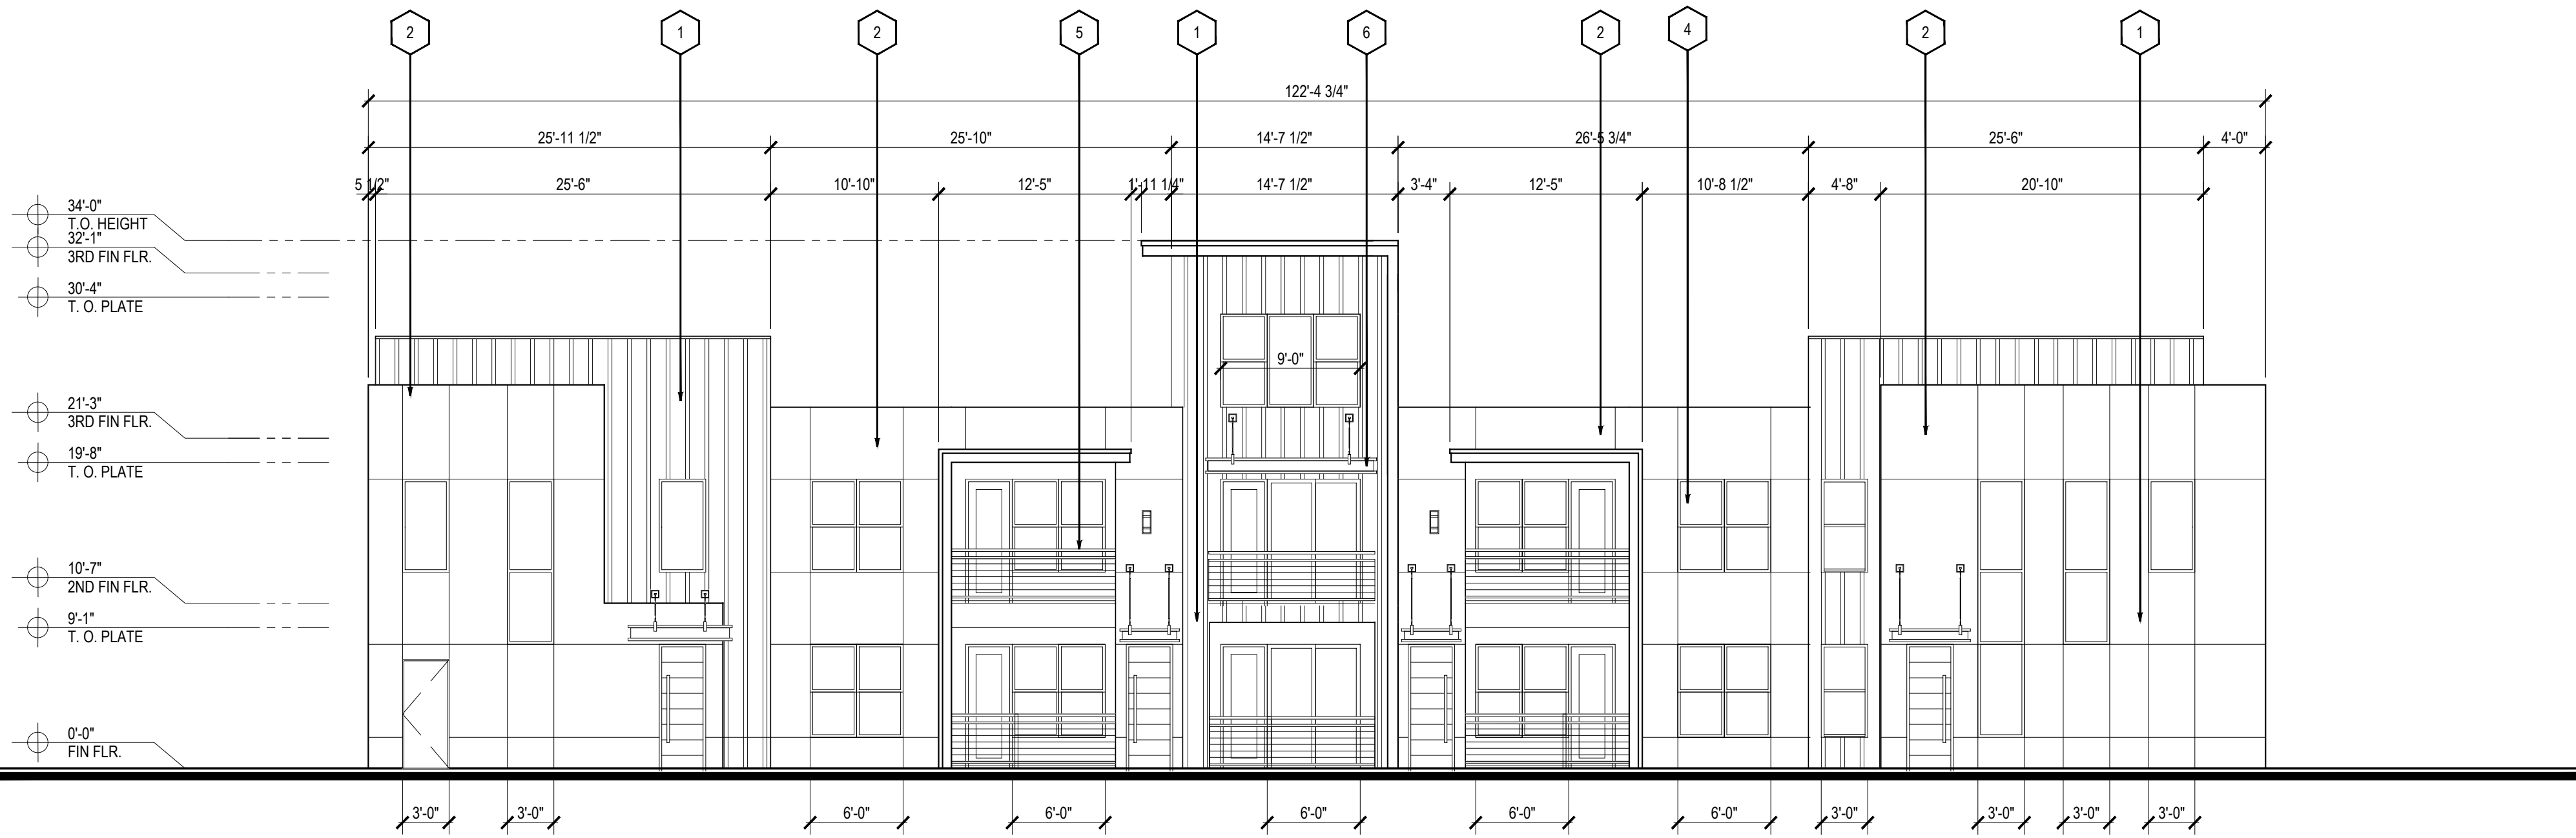 2 1 2 5 1 6 2 4 2 1
122'-4 3/4"
25'-11 1/2" 25'-10" 14'-7 1/2" 26'-5 3/4" 25'-6" 4'-0"
5 1/2" 25'-6" 10'-10" 12'-5" 1'-11 1/4" 14'-7 1/2" 3'-4" 12'-5" 10'-8 1/2" 4'-8" 20'-10"
34'-0"
T.O. HEIGHT
32'-1"
3RD FIN FLR.
30'-4"
T. O. PLATE
9'-0"
21'-3"
3RD FIN FLR.
19'-8"
T. O. PLATE
10'-7"
2ND FIN FLR.
9'-1"
T. O. PLATE
0'-0"
FIN FLR.
3'-0" 3'-0" 6'-0" 6'-0" 6'-0" 6'-0" 6'-0" 3'-0" 3'-0" 3'-0" 3'-0"